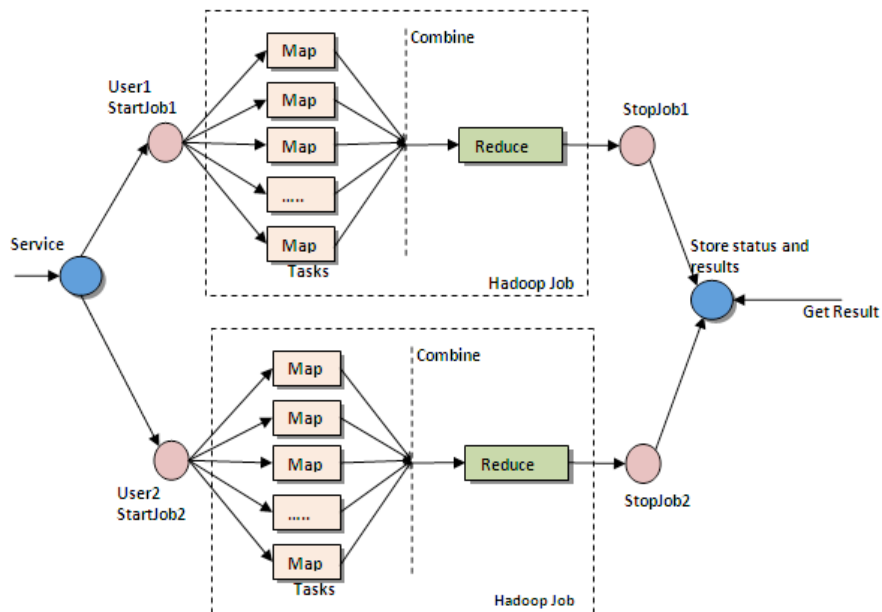 Combine
Map
User1
StartJob1
Map
StopJob1
Map
Reduce
.....
Service
Map
Store status and
results
Tasks
Hadoop Job
Get Result
Combine
Map
Map
Map
Reduce
User2
StartJob2
.....
StopJob2
Map
Tasks
Hadoop Job